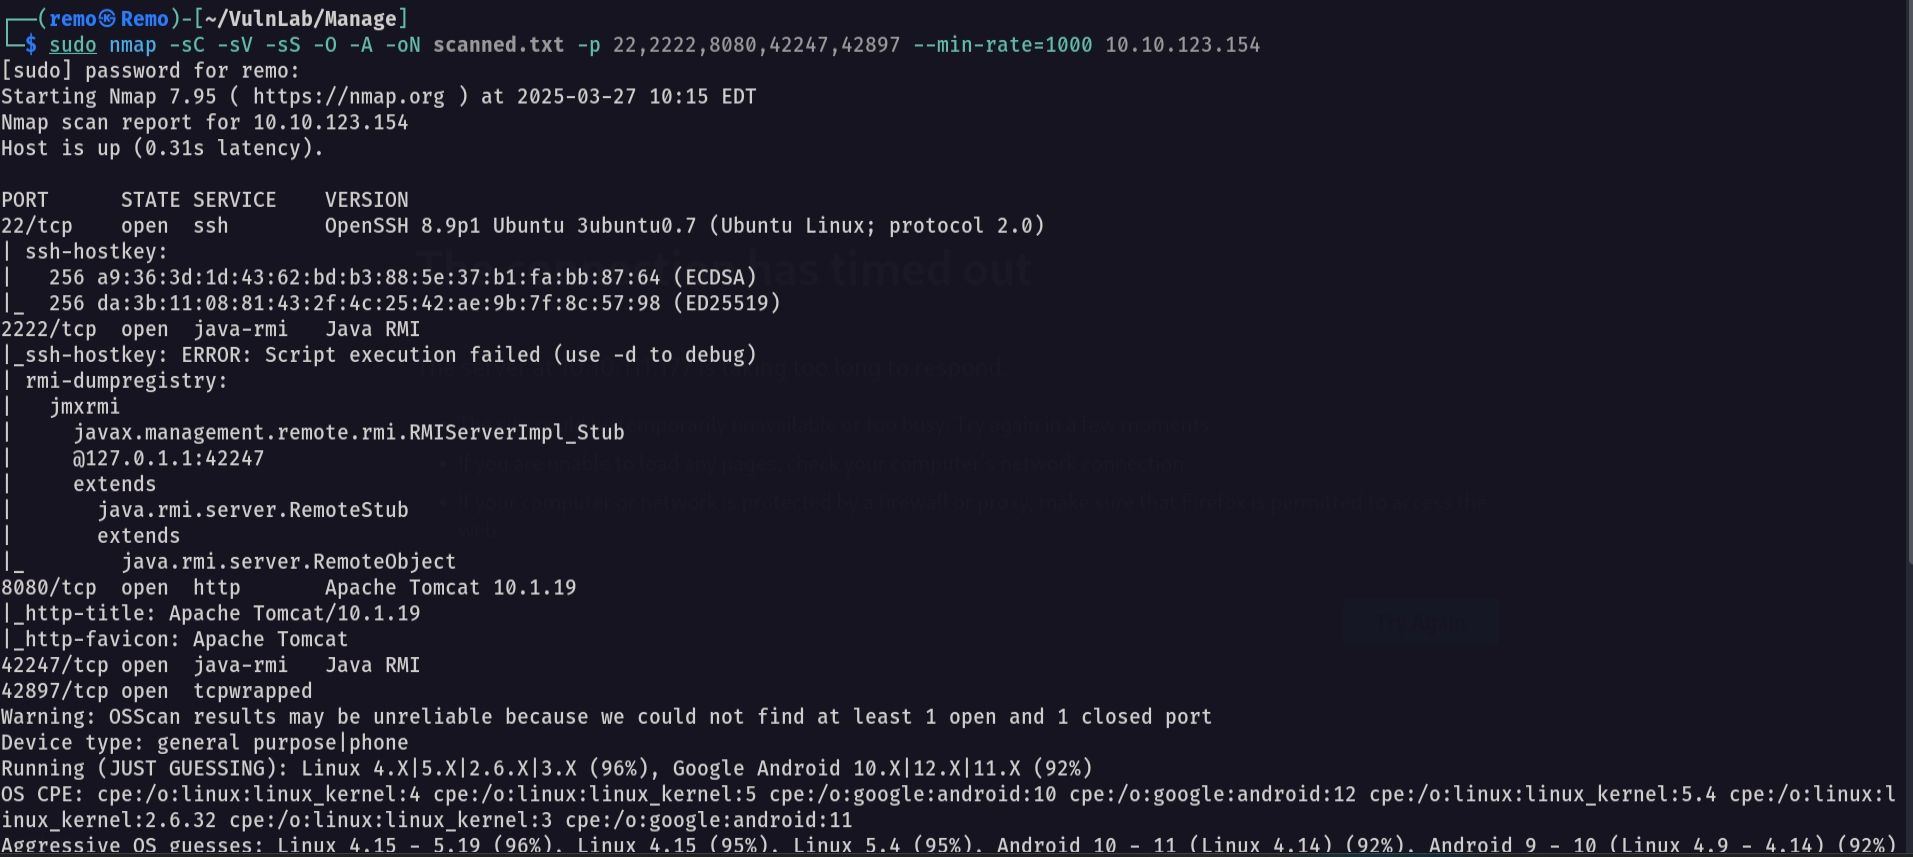 ┌──(remo㉿Remo)-[~/VulnLab/Manage]
└─$ sudo nmap -sC -sV -sS -O -A -oN scanned.txt -p 22,2222,8080,42247,42897 --min-rate=1000 10.10.123.154
[sudo] password for remo:
Starting Nmap 7.95 ( https://nmap.org ) at 2025-03-27 10:15 EDT
Nmap scan report for 10.10.123.154
Host is up (0.31s latency).
PORT      STATE SERVICE    VERSION
22/tcp    open  ssh        OpenSSH 8.9p1 Ubuntu 3ubuntu0.7 (Ubuntu Linux; protocol 2.0)
| ssh-hostkey:
|   256 a9:36:3d:1d:43:62:bd:b3:88:5e:37:b1:fa:bb:87:64 (ECDSA)
|_  256 da:3b:11:08:81:43:2f:4c:25:42:ae:9b:7f:8c:57:98 (ED25519)
2222/tcp  open  java-rmi   Java RMI
|_ssh-hostkey: ERROR: Script execution failed (use -d to debug)
| rmi-dumpregistry:
|   jmxrmi
|     javax.management.remote.rmi.RMIServerImpl_Stub
|     @127.0.1.1:42247
|     extends
|       java.rmi.server.RemoteStub
|       extends
|_        java.rmi.server.RemoteObject
8080/tcp  open  http       Apache Tomcat 10.1.19
|_http-title: Apache Tomcat/10.1.19
|_http-favicon: Apache Tomcat
42247/tcp open  java-rmi   Java RMI
42897/tcp open  tcpwrapped
Warning: OSScan results may be unreliable because we could not find at least 1 open and 1 closed port
Device type: general purpose|phone
Running (JUST GUESSING): Linux 4.X|5.X|2.6.X|3.X (96%), Google Android 10.X|12.X|11.X (92%)
OS CPE: cpe:/o:linux:linux_kernel:4 cpe:/o:linux:linux_kernel:5 cpe:/o:google:android:10 cpe:/o:google:android:12 cpe:/o:linux:linux_kernel:5.4 cpe:/o:linux:l
inux_kernel:2.6.32 cpe:/o:linux:linux_kernel:3 cpe:/o:google:android:11
Aggressive OS guesses: Linux 4.15 - 5.19 (96%), Linux 4.15 (95%), Linux 5.4 (95%), Android 10 - 11 (Linux 4.14) (92%), Android 9 - 10 (Linux 4.9 - 4.14) (92%)